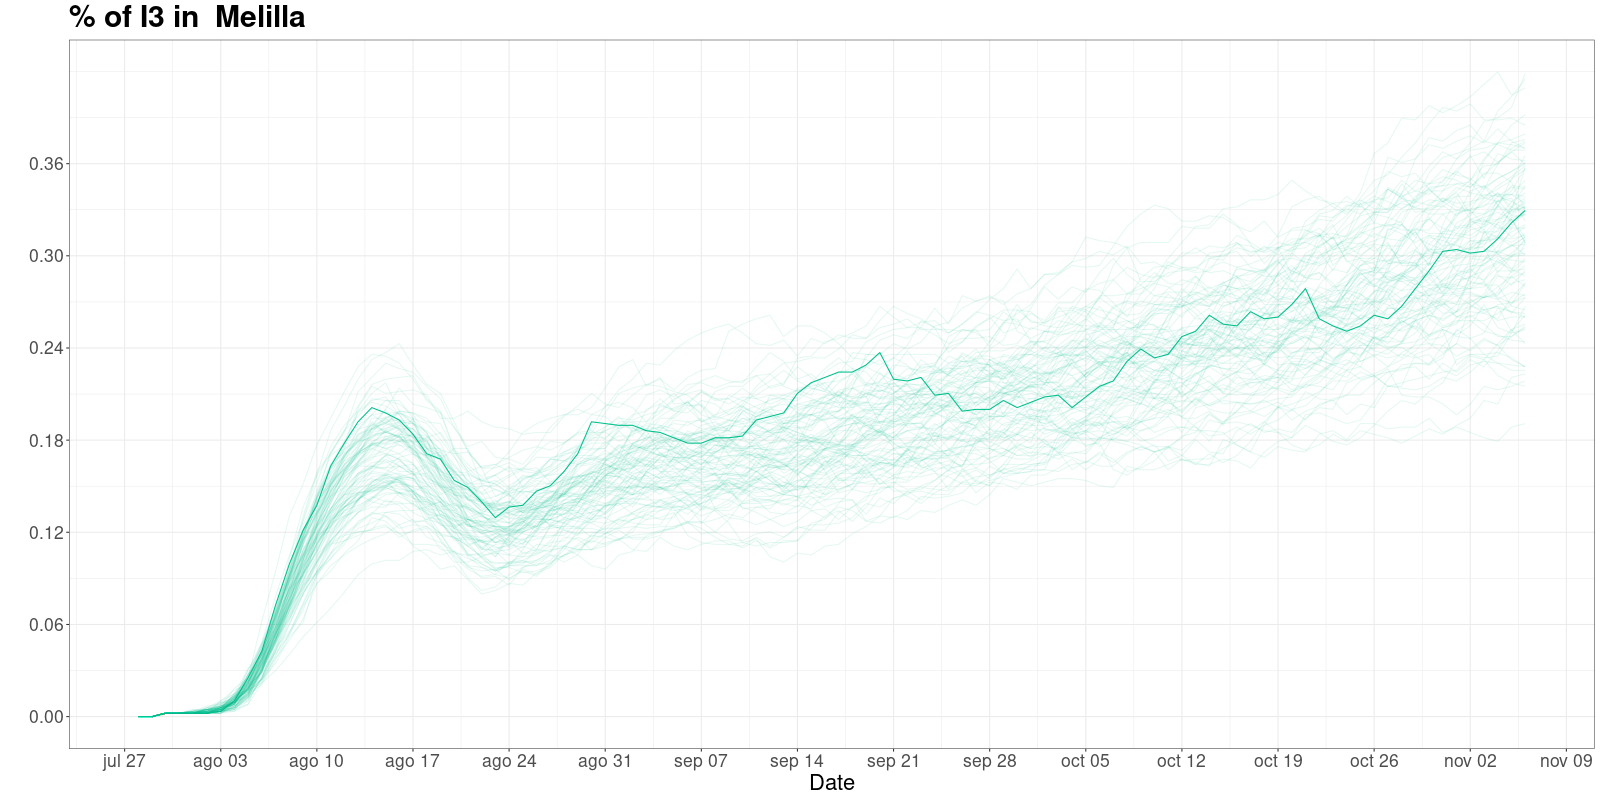 % of I3 in  Melilla
0.36
0.30
0.24
0.18
0.12
0.06
0.00
jul 27 ago 03 ago 10 ago 17 ago 24 ago 31 sep 07 sep 14 sep 21 sep 28 oct 05 oct 12 oct 19 oct 26 nov 02 nov 09
Date